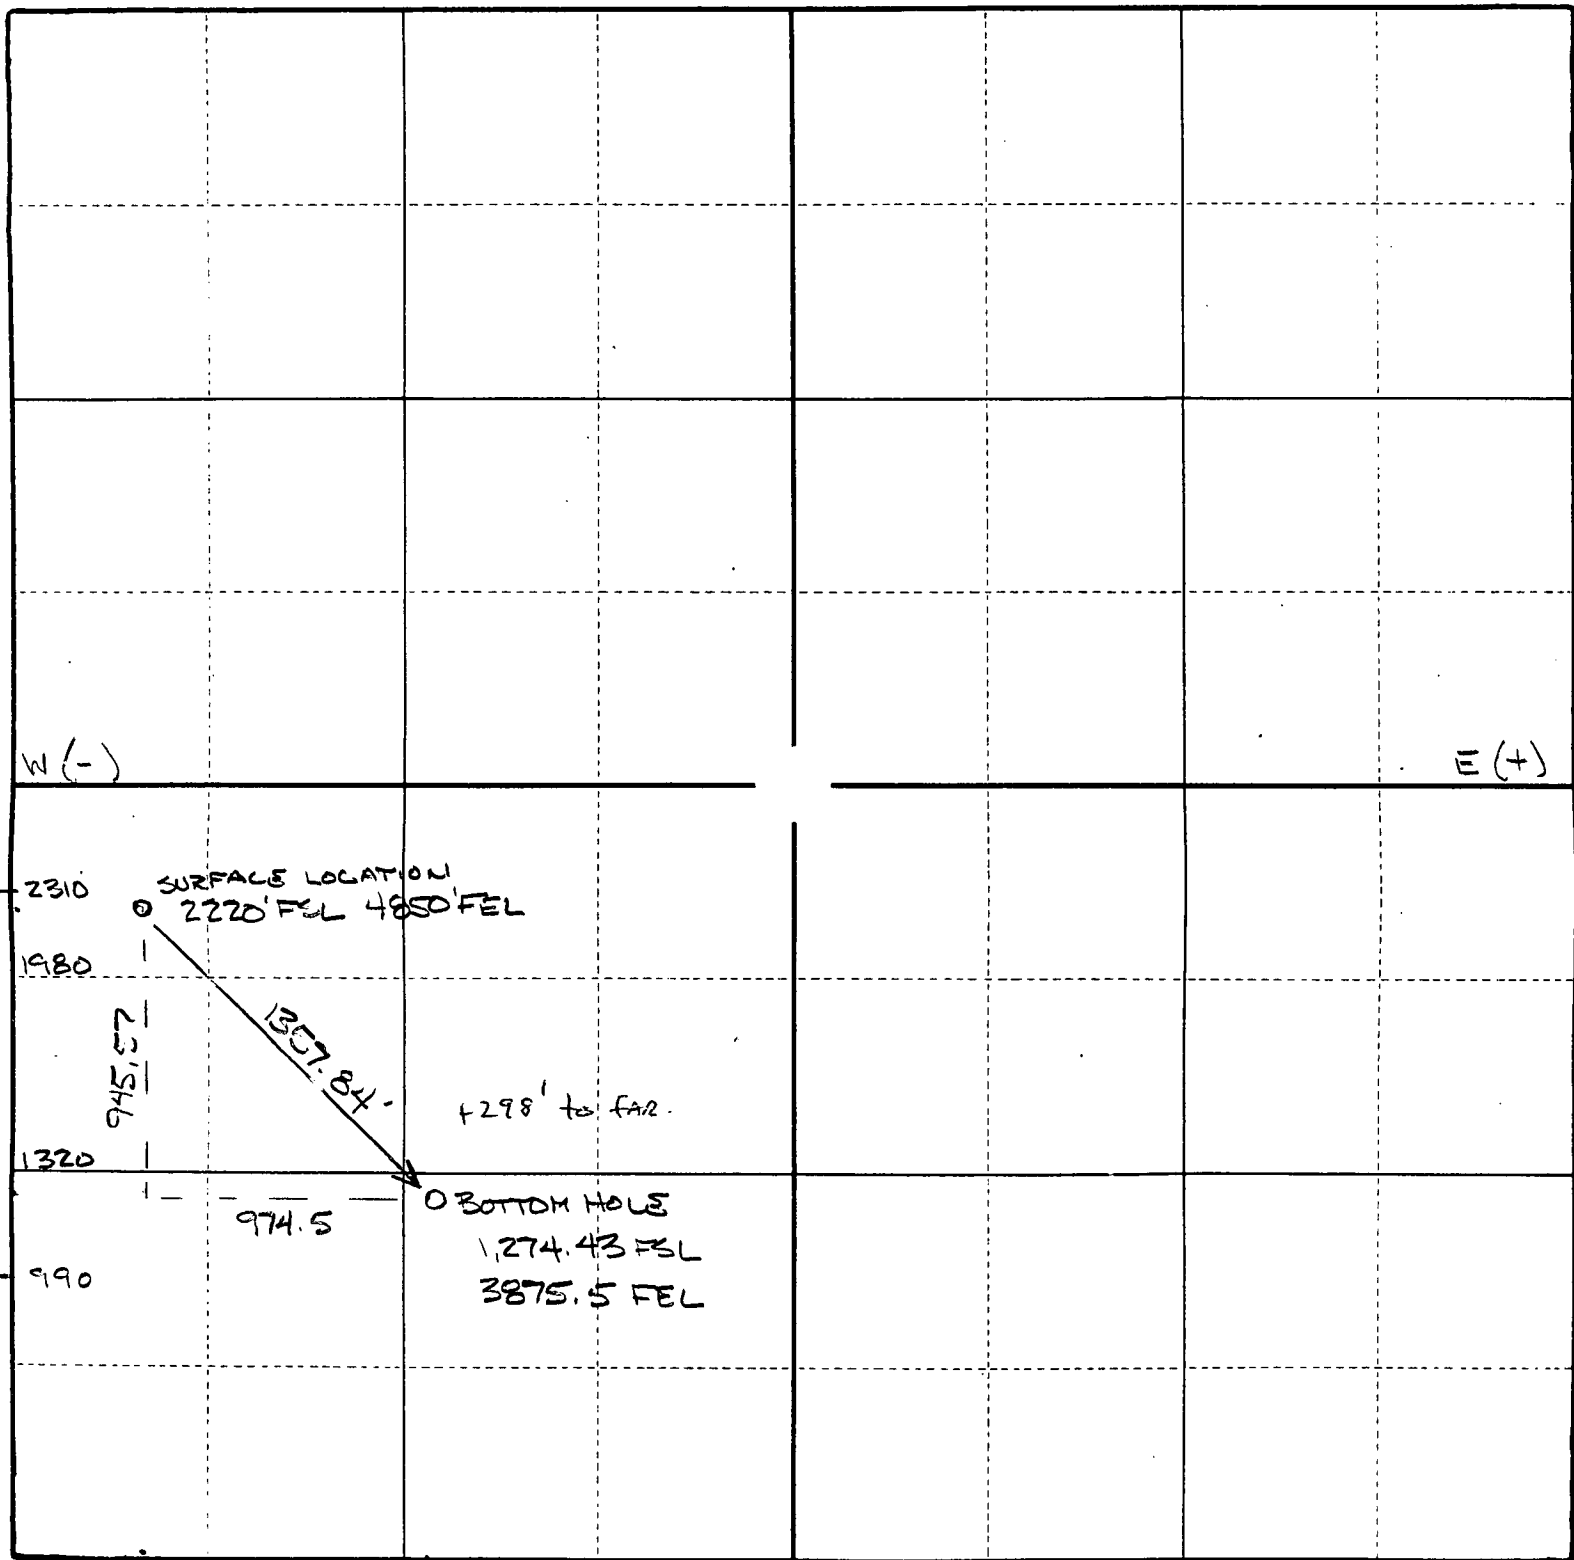 W (-)
E (+)
2310
SURFACE LOCATION
2220' FSL 4850' FEL
1980
945.57
1357.84'
+298' to FAR.
1320
974.5
BOTTOM HOLE
1,274.43 FSL
3875.5 FEL
990